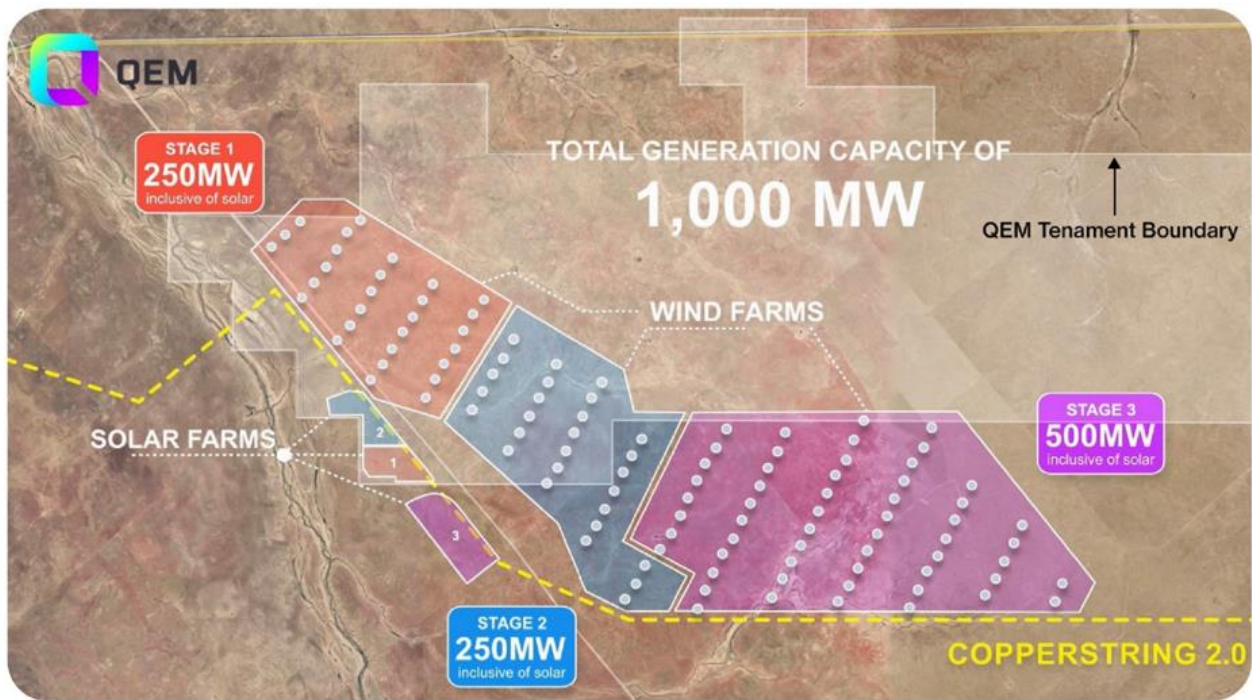 QEM
STAGE 1
250MW
inclusive of solar
TOTAL GENERATION CAPACITY OF
1,000 MW
QEM Tenament Boundary
WIND FARMS
SOLAR FARMS
2
1
3
STAGE 3
500MW
inclusive of solar
STAGE 2
250MW
inclusive of solar
COPPERSTRING 2.0